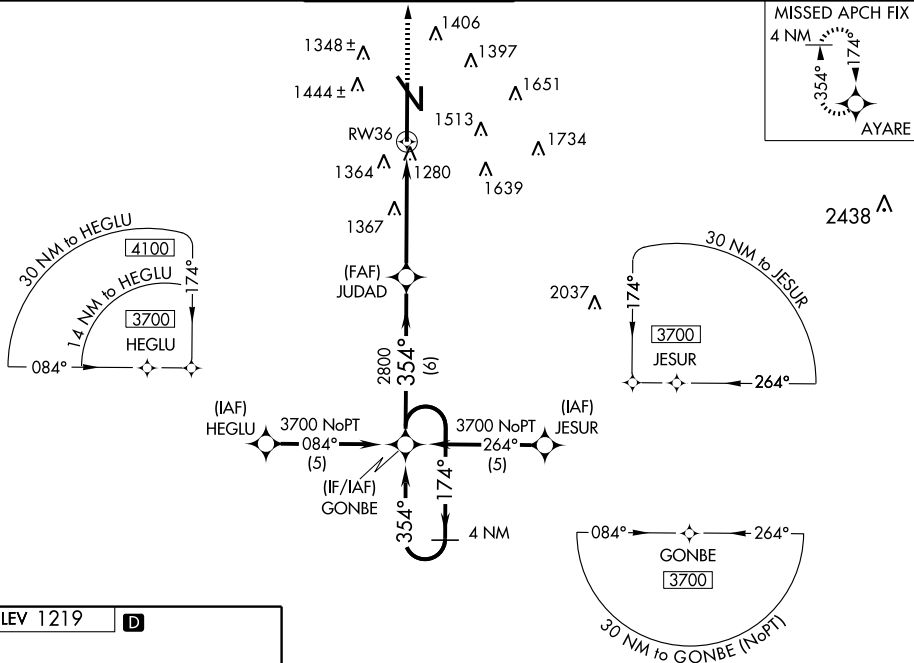 MISSED APCH FIX
4 NM
354°
174°
AYARE
1406
1348 ±
1397
1444 ±
1651
1513
RW36
1734
1364
1280
1639
1367
2438
30 NM to HEGLU
4100
14 NM to HEGLU
174°
3700
HEGLU
084°
(FAF)
JUDAD
30 NM to JESUR
2037
174°
3700
JESUR
264°
2800
354°
(6)
(IAF)
HEGLU
3700 NoPT
084°
(5)
3700 NoPT
264°
(5)
(IAF)
JESUR
(IF/IAF)
GONBE
354°
174°
4 NM
084°
264°
GONBE
3700
30 NM to GONBE (NoPT)
LEV 1219
D